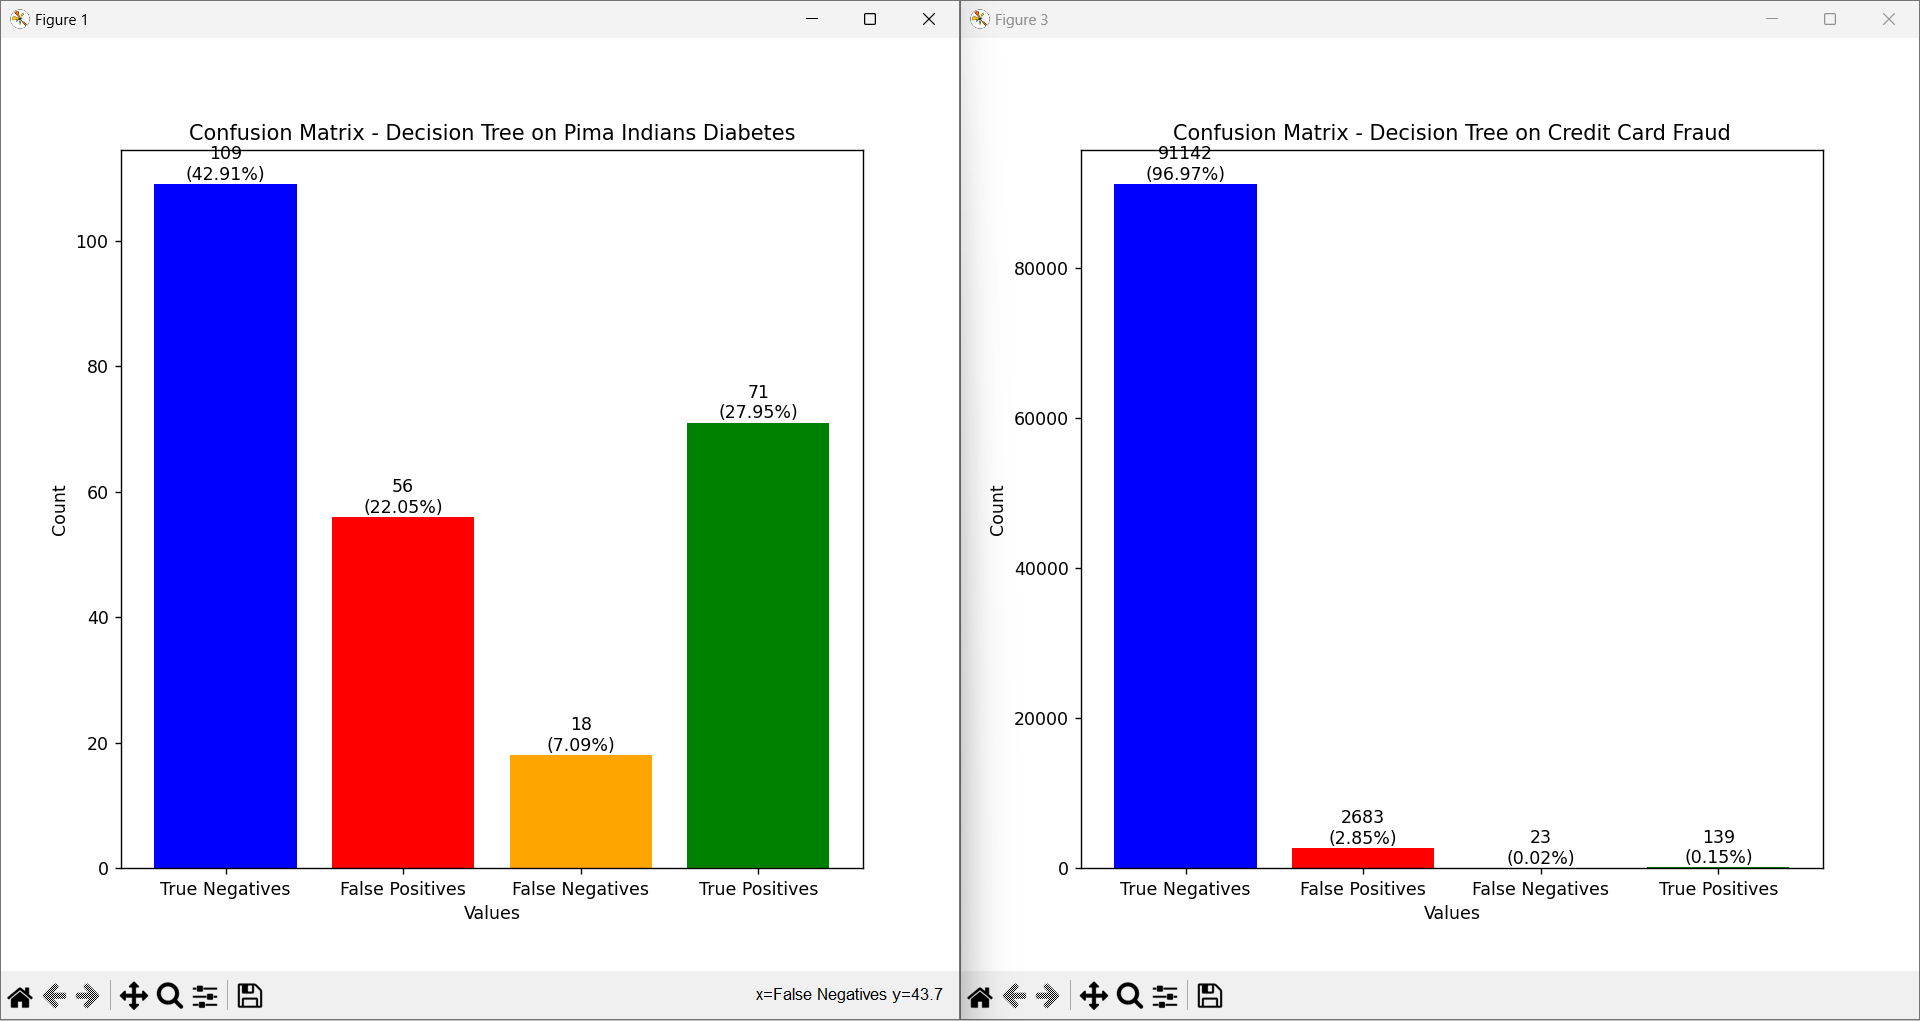 Figure 1
Confusion Matrix - Decision Tree on Pima Indians Diabetes
109
(42.91%)
56
(22.05%)
18
(7.09%)
71
(27.95%)
100
80
60
40
20
0
Count
True Negatives
False Positives
False Negatives
True Positives
Values
x=False Negatives y=43.7
Figure 3
Confusion Matrix - Decision Tree on Credit Card Fraud
91142
(96.97%)
2683
(2.85%)
23
(0.02%)
139
(0.15%)
80000
60000
40000
20000
0
Count
True Negatives
False Positives
False Negatives
True Positives
Values